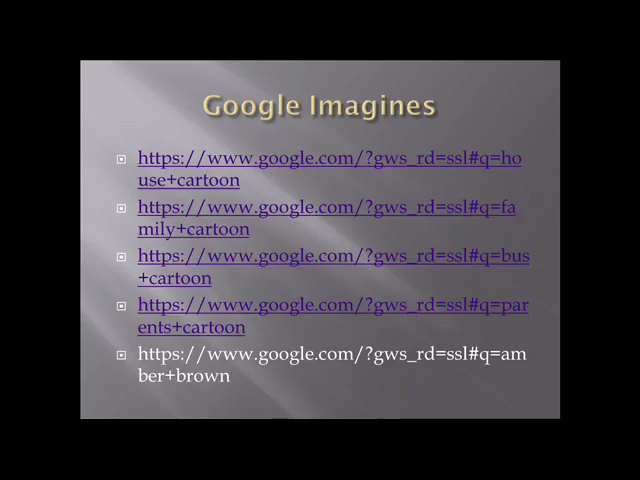 Google Imagines
https://www.google.com/?gws_rd=ssl#q=ho
use+cartoon
https://www.google.com/?gws_rd=ssl#q=fa
mily+cartoon
https://www.google.com/?gws_rd=ssl#q=bus
+cartoon
https://www.google.com/?gws_rd=ssl#q=par
ents+cartoon
https://www.google.com/?gws_rd=ssl#q=am
ber+brown